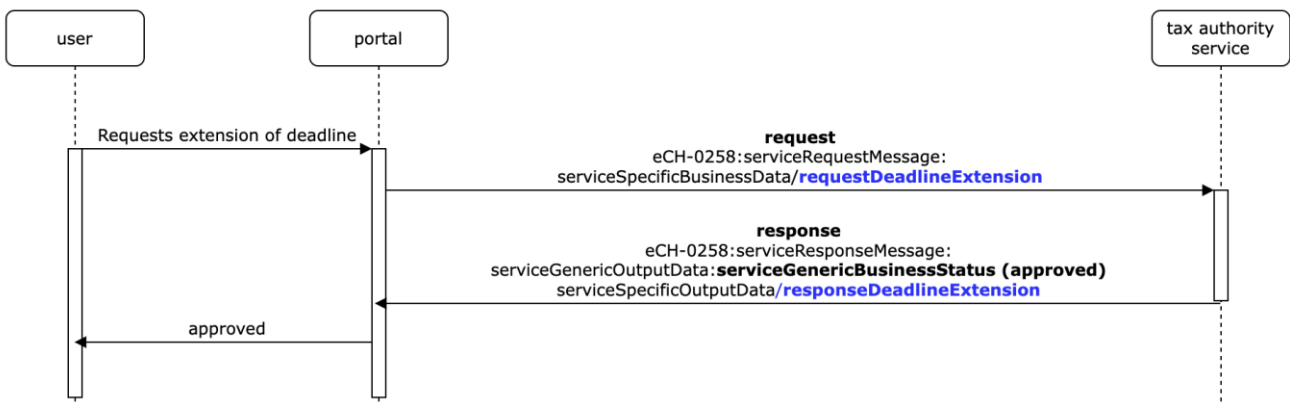 user
portal
tax authority
service
Requests extension of deadline
request
eCH-0258:serviceRequestMessage:
serviceSpecificBusinessData/requestDeadlineExtension
response
eCH-0258:serviceResponseMessage:
serviceGenericOutputData:serviceGenericBusinessStatus (approved)
serviceSpecificOutputData/responseDeadlineExtension
approved